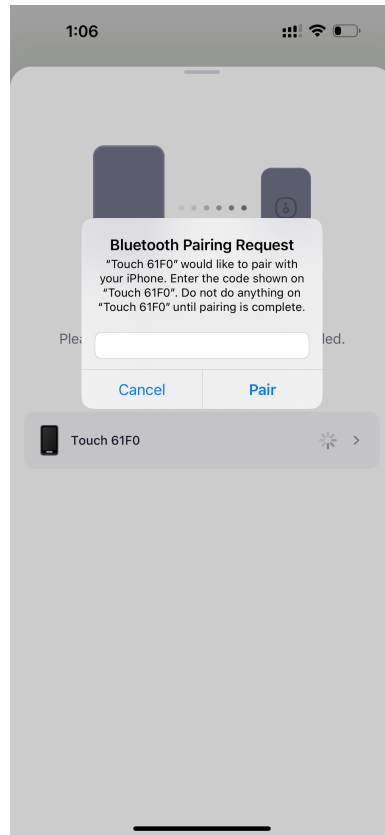 1:06
Bluetooth Pairing Request
“Touch 61F0” would like to pair with
your iPhone. Enter the code shown on
“Touch 61F0”. Do not do anything on
“Touch 61F0” until pairing is complete.
Cancel
Pair
Touch 61F0